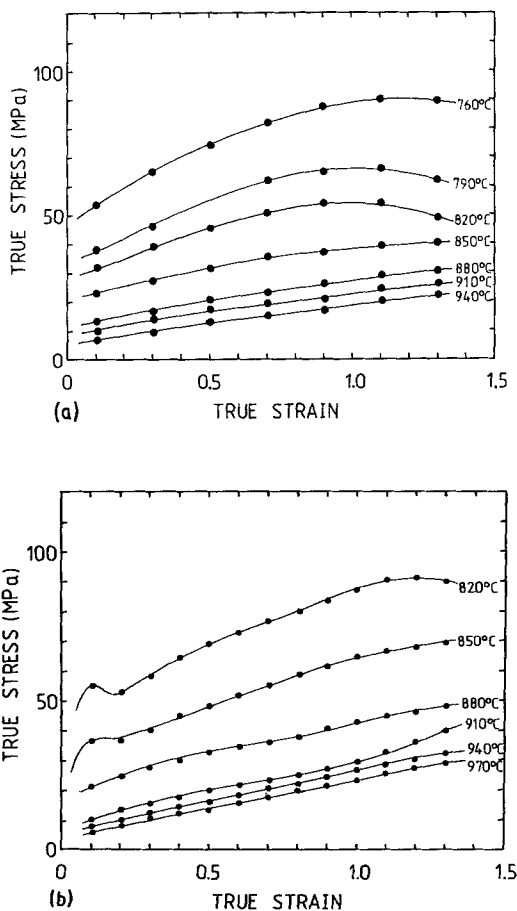 100
50
0
TRUE STRESS (MPa)
760°C
790°C
820°C
850°C
880°C
910°C
940°C
0 0.5 1.0 1.5
(a) TRUE STRAIN
100
50
0
TRUE STRESS (MPa)
820°C
850°C
880°C
910°C
940°C
970°C
0 0.5 1.0 1.5
(b) TRUE STRAIN